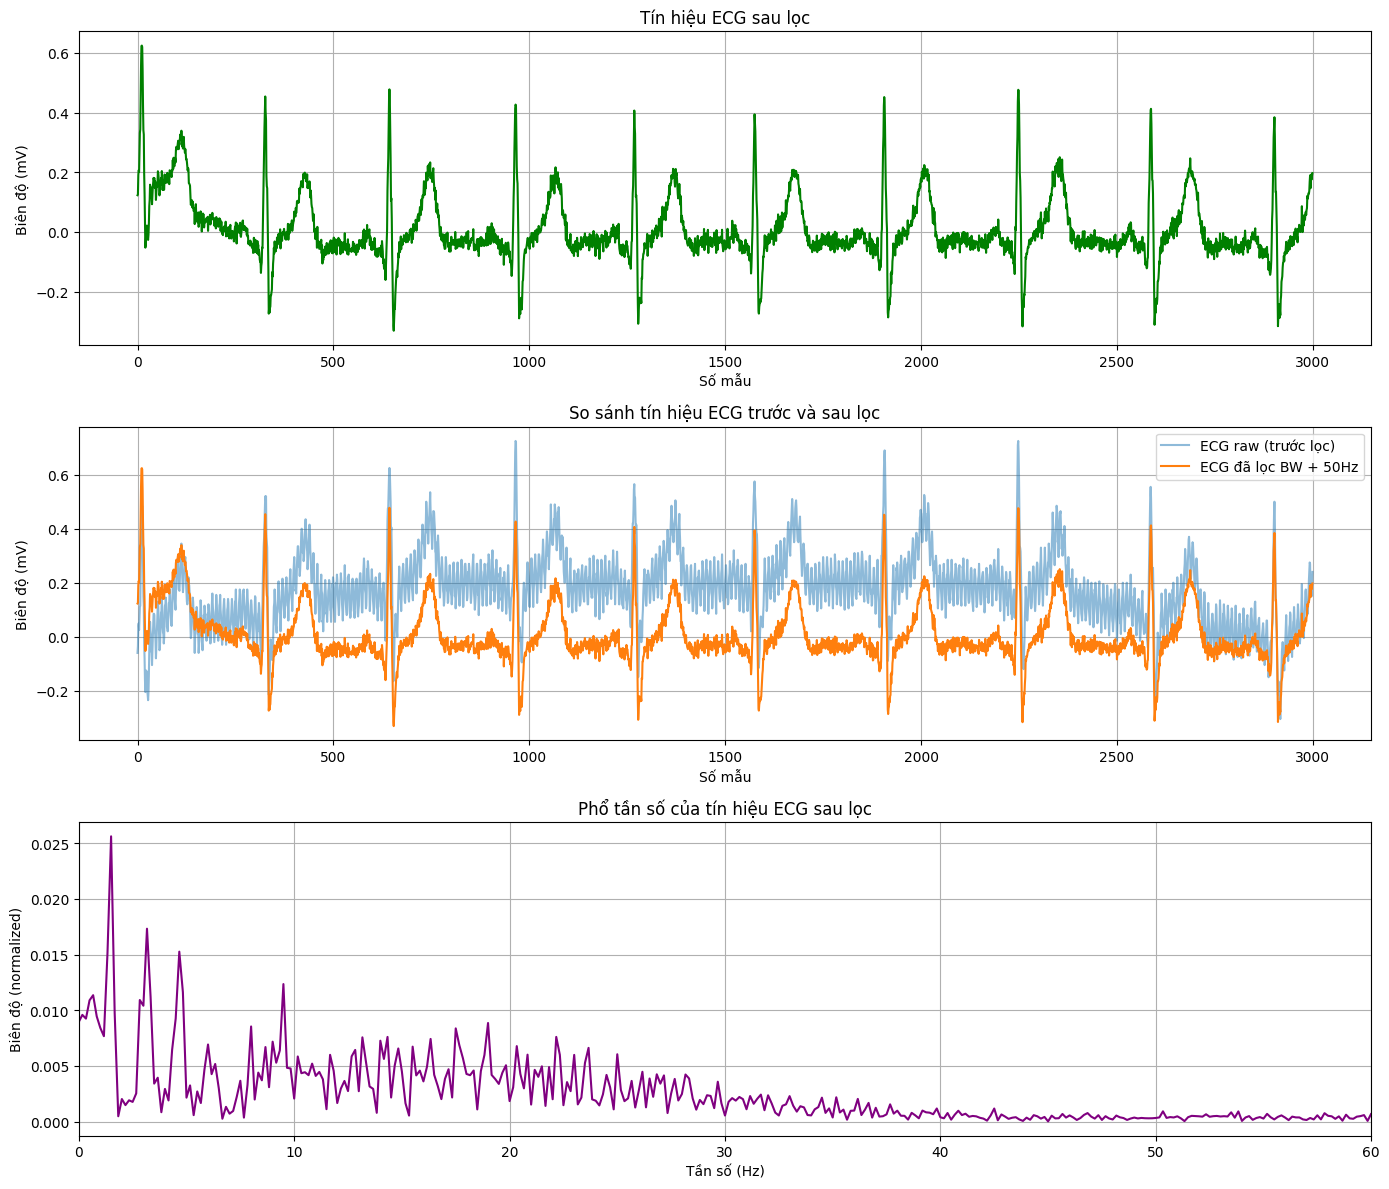 Tín hiệu ECG sau lọc
0.6
0.4
0.2
0.0
−0.2
Biên độ (mV)
0 500 1000 1500 2000 2500 3000
Số mẫu
So sánh tín hiệu ECG trước và sau lọc
ECG raw (trước lọc)
ECG đã lọc BW + 50Hz
0.6
0.4
0.2
0.0
−0.2
Biên độ (mV)
0 500 1000 1500 2000 2500 3000
Số mẫu
Phổ tần số của tín hiệu ECG sau lọc
0.025
0.020
0.015
0.010
0.005
0.000
Biên độ (normalized)
0 10 20 30 40 50 60
Tần số (Hz)